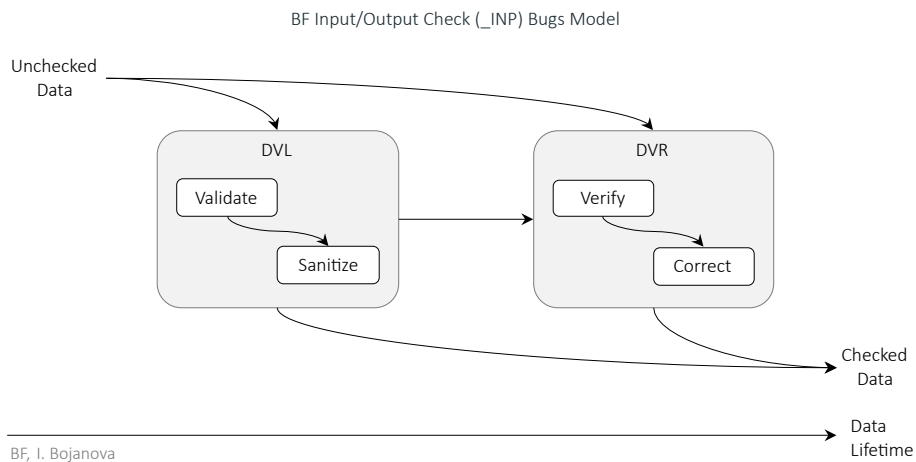 BF Input/Output Check (_INP) Bugs Model
Unchecked
Data
DVL
DVR
Validate
Verify
Sanitize
Correct
Checked
Data
Data
Lifetime
BF, I. Bojanova